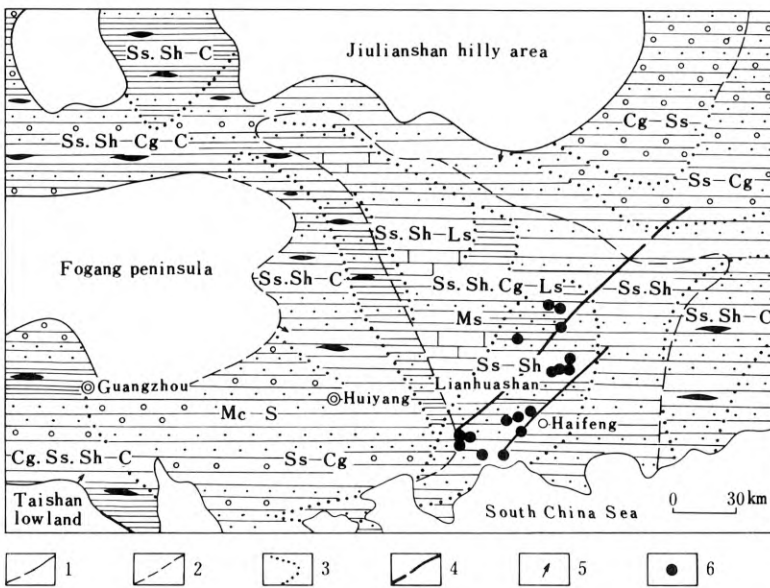 Ss.Sh-C
Jiulianshan hilly area
Cg-Ss
Ss.Sh-Cg-C
Ss-Cg
Ss.Sh-Ls
Fogang peninsula
Ss.Sh-C
Ss.Sh.Cg-Ls
Ss.Sh
Ms
Ss.Sh-C
Ss-Sh
Lianhuashan
Guangzhou
Huiyang
Mc-S
Haifeng
Cg.Ss.Sh-C
Ss-Cg
Taishan
lowland
South China Sea
0 30 km
1 2 3 4 5 6